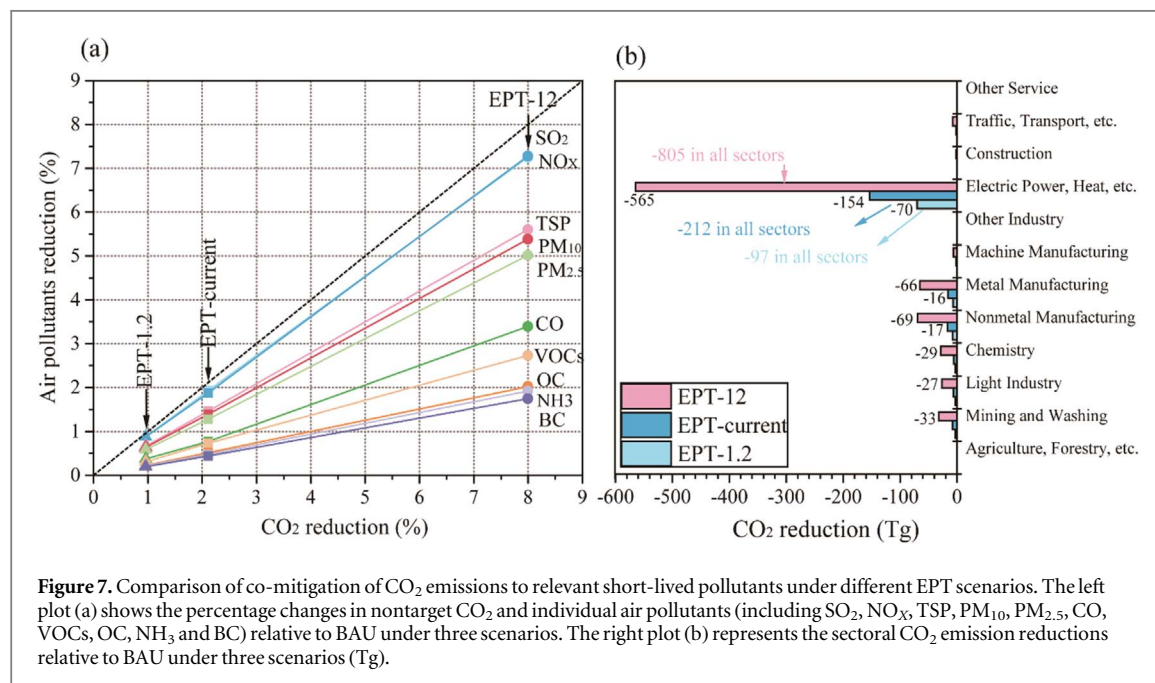 (a)
9
8
7
6
5
4
3
2
1
0
Air pollutants reduction (%)
0 1 2 3 4 5 6 7 8 9
CO2 reduction (%)
EPT-1.2
EPT-current
EPT-12
SO2
NOX
TSP
PM10
PM2.5
CO
VOCs
OC
NH3
BC
(b)
Other Service
Traffic, Transport, etc.
Construction
-805 in all sectors
Electric Power, Heat, etc.
-565
-154
-70
Other Industry
-212 in all sectors
-97 in all sectors
Machine Manufacturing
-66
Metal Manufacturing
-16
-69
Nonmetal Manufacturing
-17
-29
Chemistry
-27
Light Industry
-33
Mining and Washing
Agriculture, Forestry, etc.
EPT-12
EPT-current
EPT-1.2
-600 -500 -400 -300 -200 -100 0
CO2 reduction (Tg)
Figure 7. Comparison of co-mitigation of CO2 emissions to relevant short-lived pollutants under different EPT scenarios. The left
plot (a) shows the percentage changes in nontarget CO2 and individual air pollutants (including SO2, NOX, TSP, PM10, PM2.5, CO,
VOCs, OC, NH3 and BC) relative to BAU under three scenarios. The right plot (b) represents the sectoral CO2 emission reductions
relative to BAU under three scenarios (Tg).